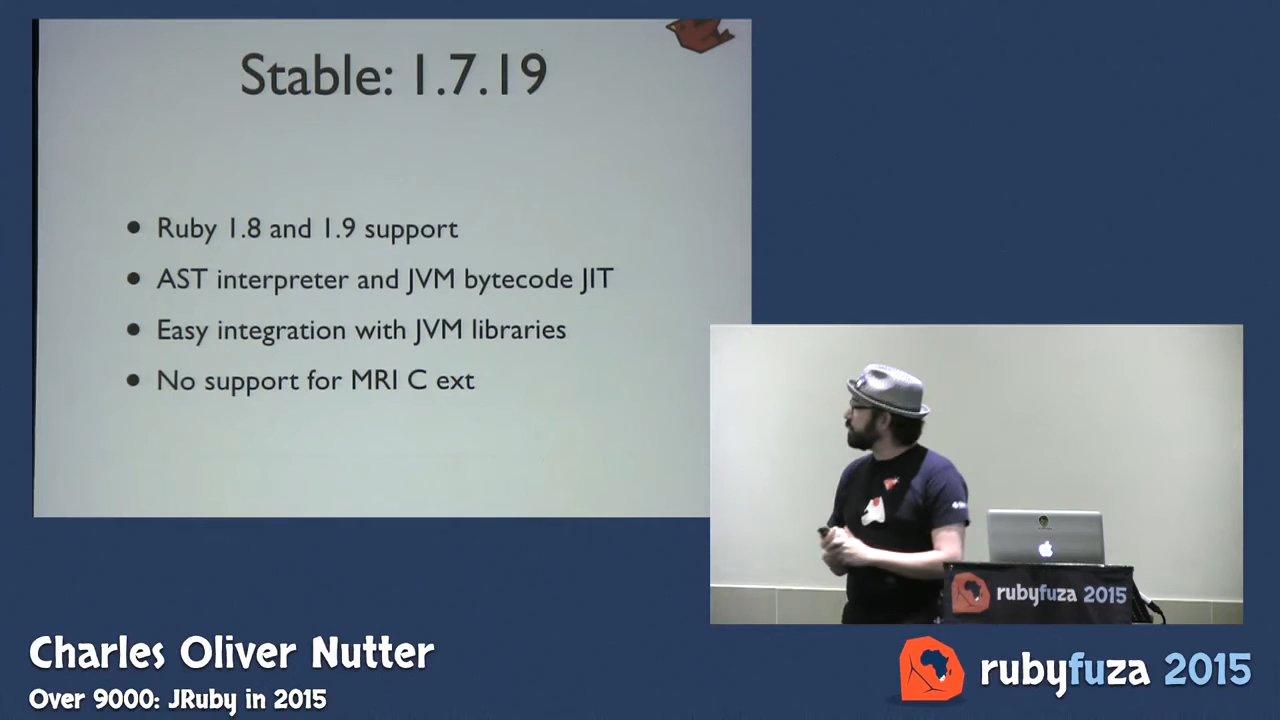 Stable: 1.7.19
Ruby 1.8 and 1.9 support
AST interpreter and JVM bytecode JIT
Easy integration with JVM libraries
No support for MRI C ext
rubyfuza 2015
Charles Oliver Nutter
Over 9000: JRuby in 2015
rubyfuza 2015